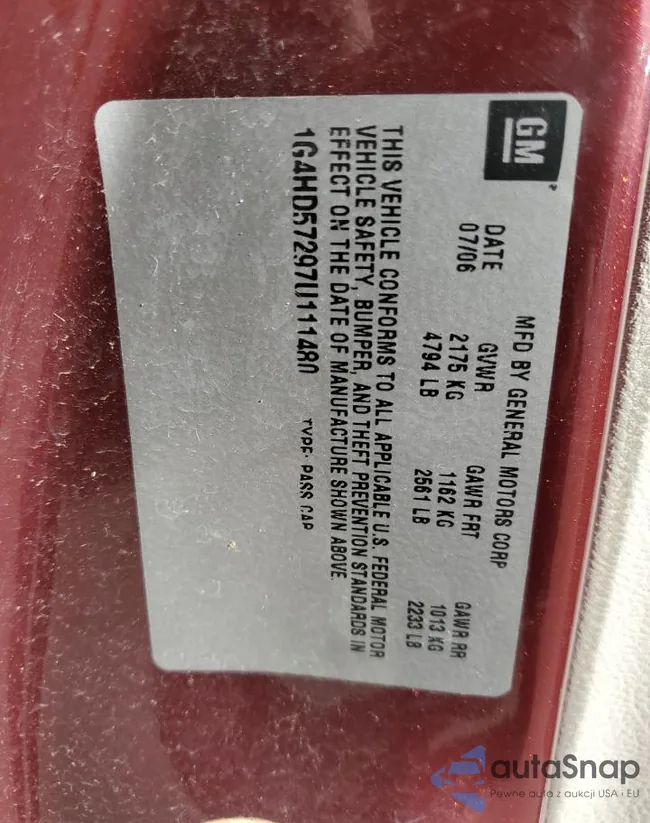 GM
MFD BY GENERAL MOTORS CORP
DATE GVWR GAWR FRT GAWR RR
07/06 2175 KG 1162 KG 1013 KG
4794 LB 2561 LB 2233 LB
THIS VEHICLE CONFORMS TO ALL APPLICABLE U.S. FEDERAL MOTOR
VEHICLE SAFETY, BUMPER, AND THEFT PREVENTION STANDARDS IN
EFFECT ON THE DATE OF MANUFACTURE SHOWN ABOVE.
1G4HD57297U111480 TYPE: PASS CAR
autaSnap
Pewne auta z aukcji USA i EU